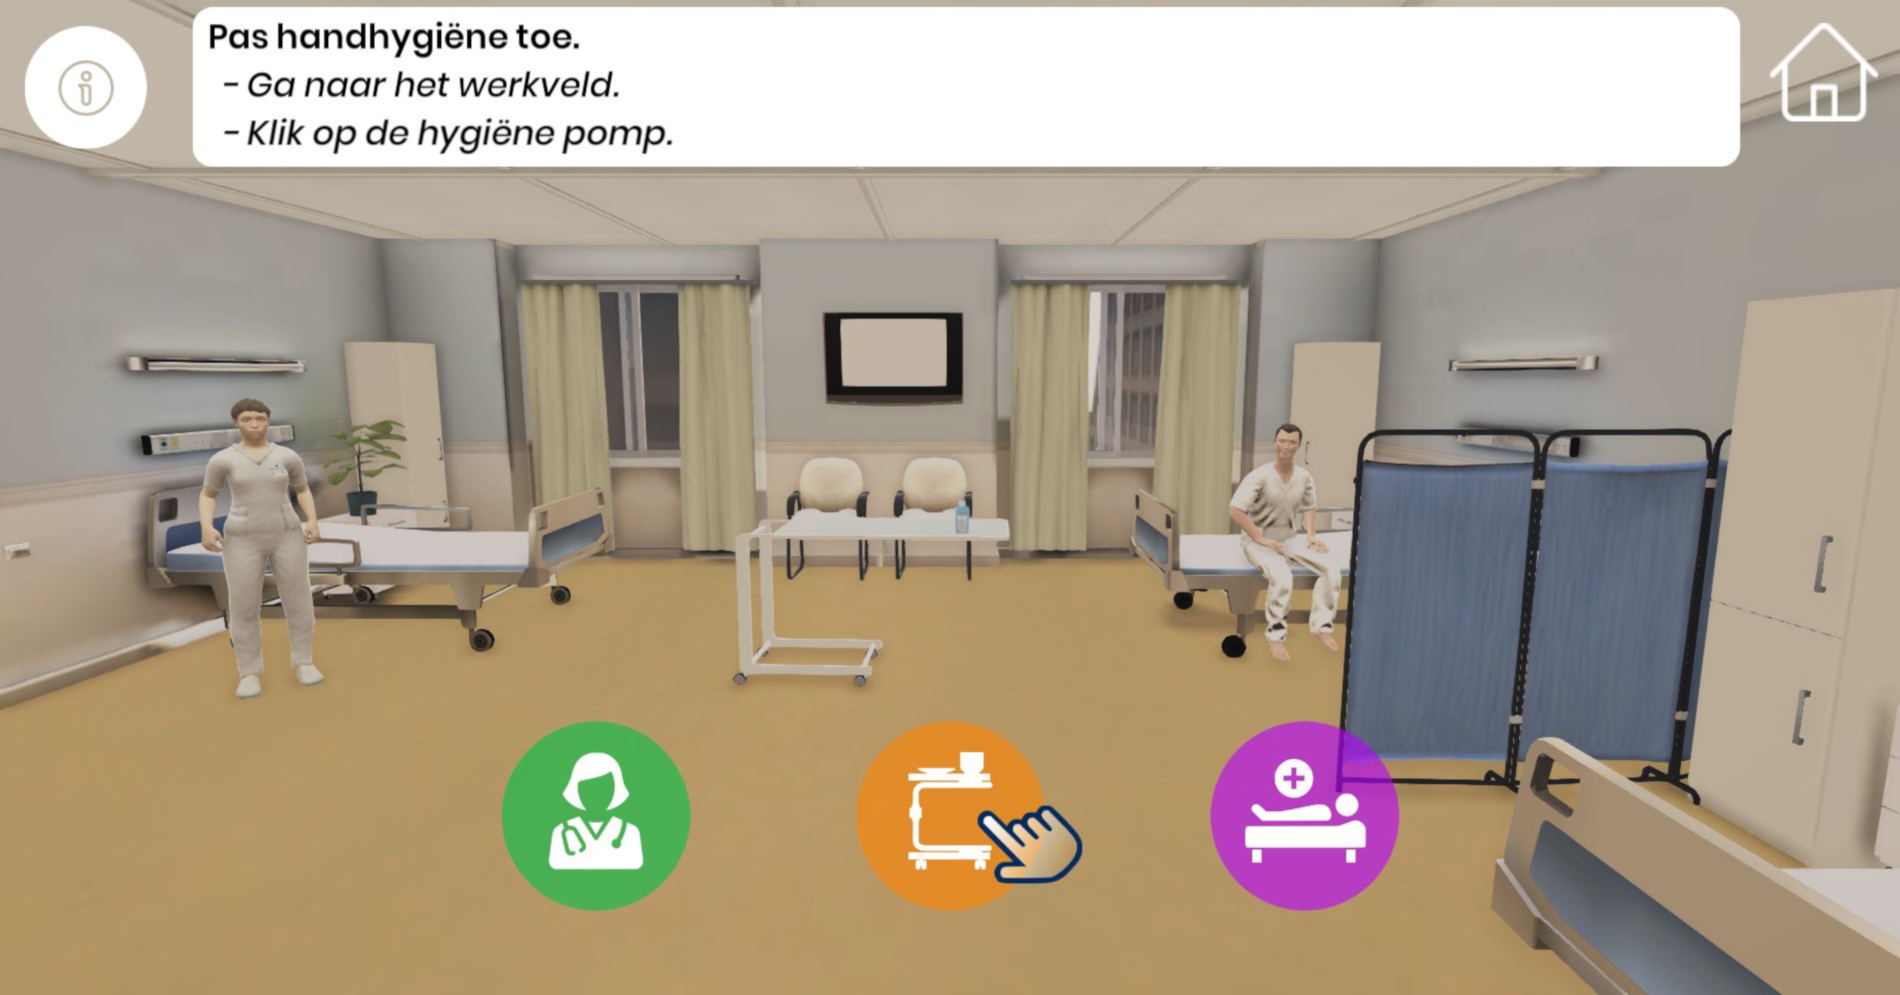 Pas handhygiëne toe.
- Ga naar het werkveld.
- Klik op de hygiëne pomp.